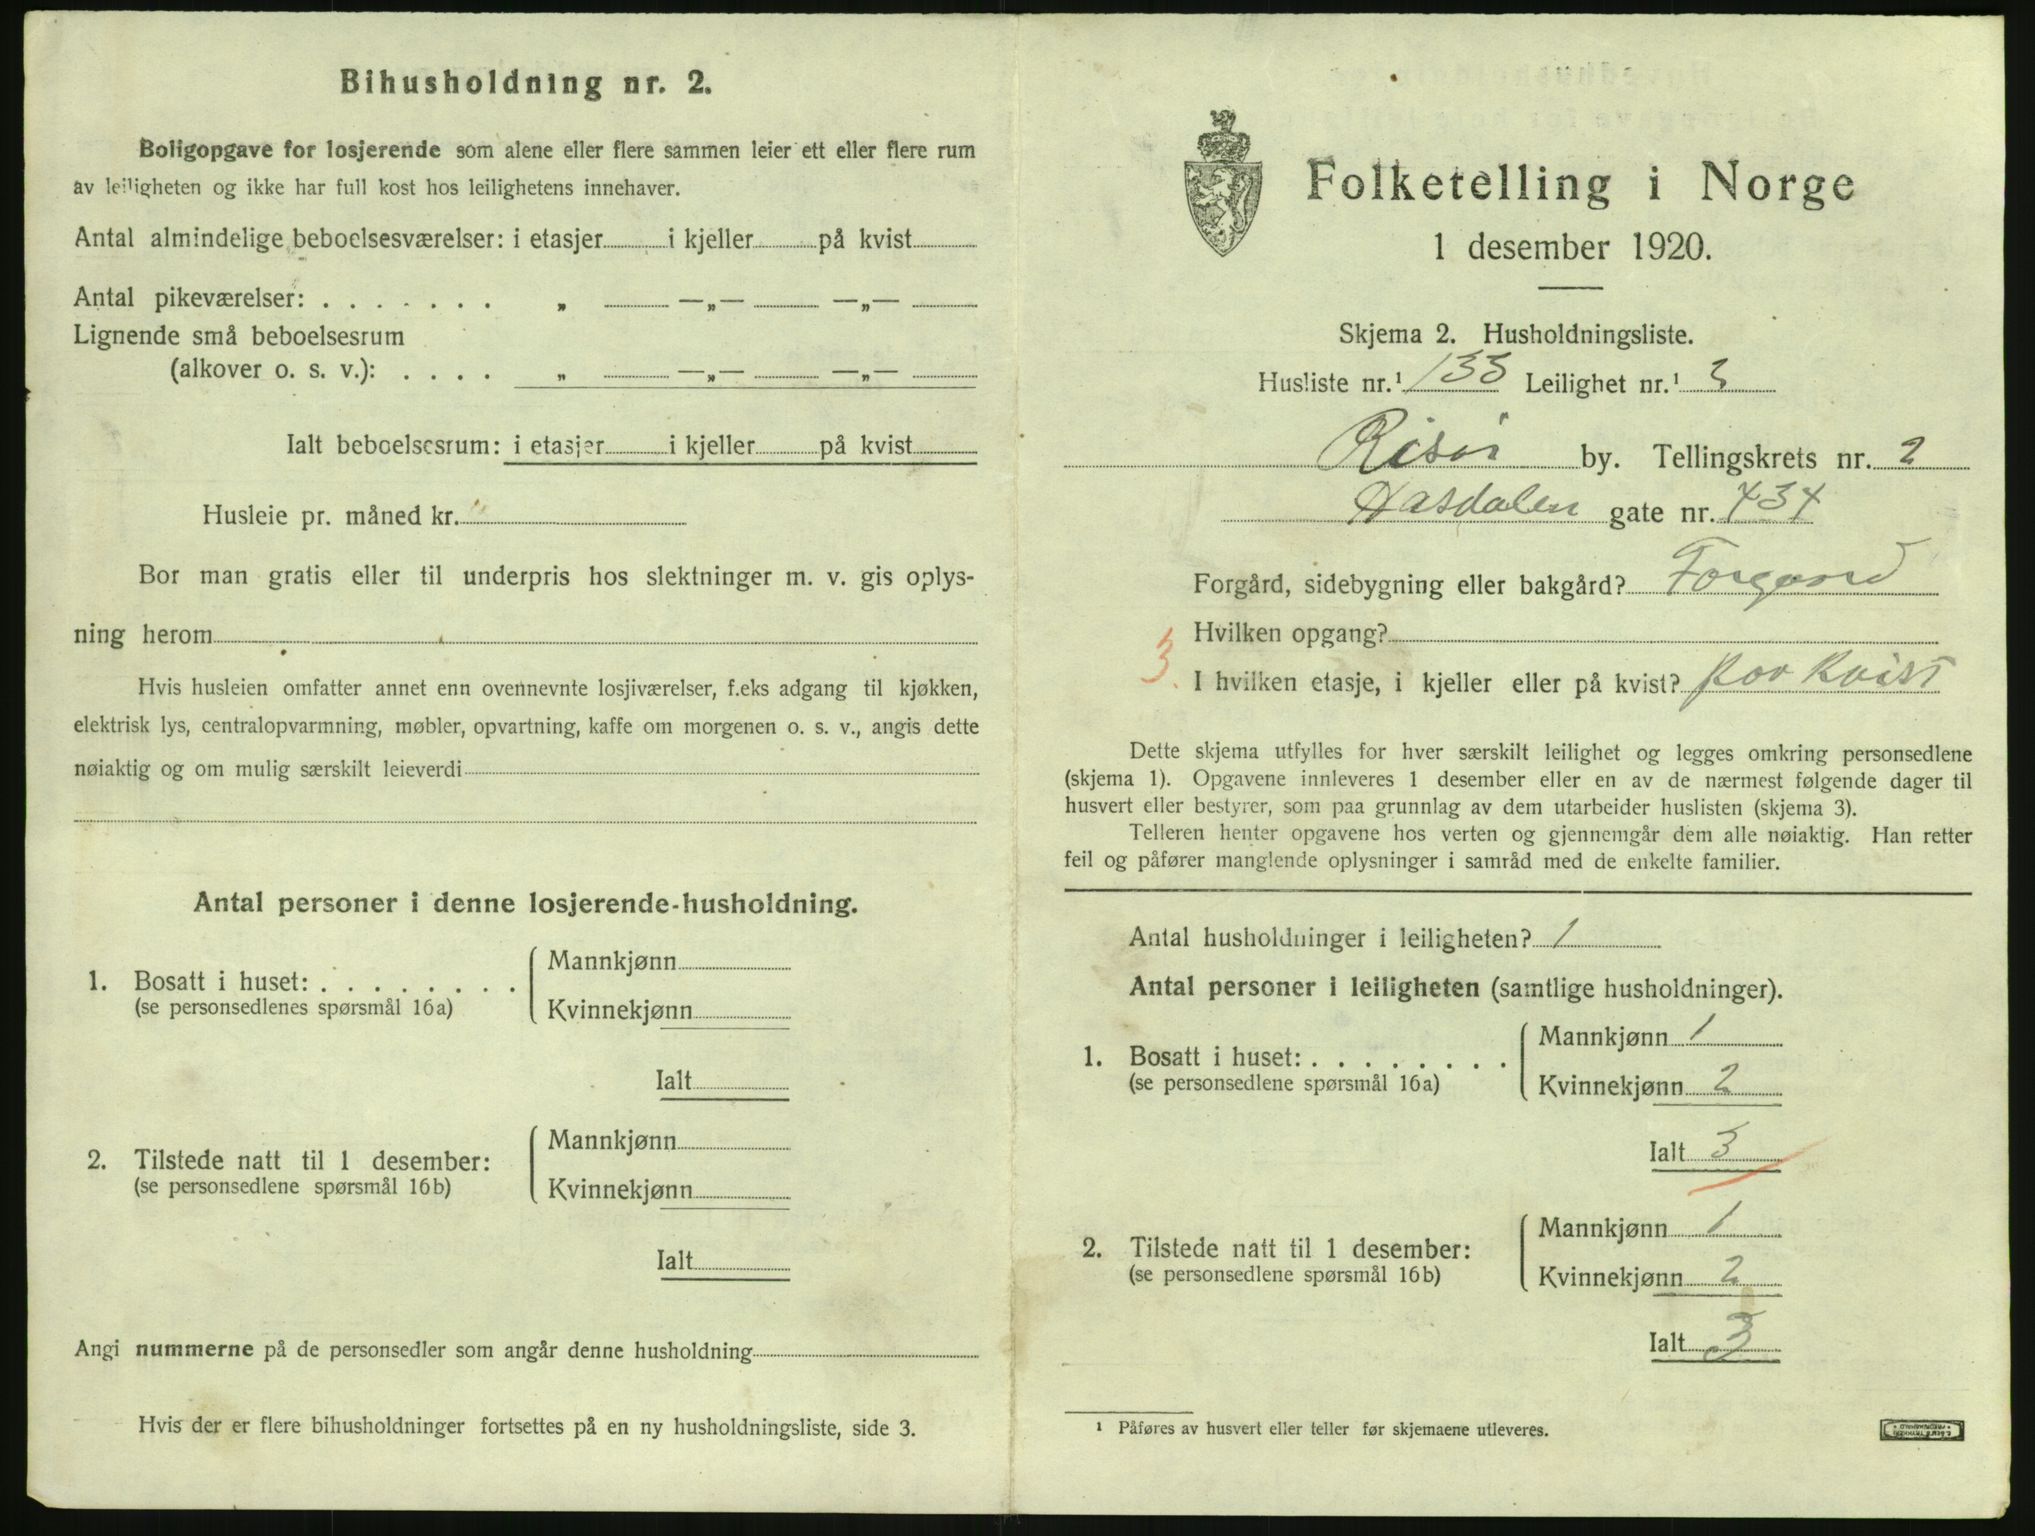 Bihusholdning nr. 2.
Boligopgave for losjerende som alene eller flere sammen leier ett eller flere rum
av leiligheten og ikke har full kost hos leilighetens innehaver.
Antal almindelige beboelsesværelser: i etasjer i kjeller på kvist
Antal pikeværelser: . . . . . . . „ —„— —„—
Lignende små beboelsesrum
(alkover o. s. v.): . . . . „ —„— —„—
Ialt beboelsesrum: i etasjer i kjeller på kvist
Husleie pr. måned kr.
Bor man gratis eller til underpris hos slektninger m. v. gis oplys-
ning herom
Hvis husleien omfatter annet enn ovennevnte losjiværelser, f.eks adgang til kjøkken,
elektrisk lys, centralopvarmning, møbler, opvartning, kaffe om morgenen o. s. v., angis dette
nøiaktig og om mulig særskilt leieverdi
Antal personer i denne losjerende-husholdning.
1. Bosatt i huset: . . . . . . . . Mannkjønn
(se personsedlenes spørsmål 16a) Kvinnekjønn
Ialt
2. Tilstede natt til 1 desember: Mannkjønn
(se personsedlene spørsmål 16b) Kvinnekjønn
Ialt
Angi nummerne på de personsedler som angår denne husholdning
Hvis der er flere bihusholdninger fortsettes på en ny husholdningsliste, side 3.
Folketelling i Norge
1 desember 1920.
Skjema 2. Husholdningsliste.
Husliste nr.¹ 133 Leilighet nr.¹ 3
Risør by. Tellingskrets nr. 2
Hasdalen gate nr. 434
Forgård, sidebygning eller bakgård? Forgaard
Hvilken opgang?
3. I hvilken etasje, i kjeller eller på kvist? paa kvist
Dette skjema utfylles for hver særskilt leilighet og legges omkring personsedlene
(skjema 1). Opgavene innleveres 1 desember eller en av de nærmest følgende dager til
husvert eller bestyrer, som paa grunnlag av dem utarbeider huslisten (skjema 3).
Telleren henter opgavene hos verten og gjennemgår dem alle nøiaktig. Han retter
feil og påfører manglende oplysninger i samråd med de enkelte familier.
Antal husholdninger i leiligheten? 1
Antal personer i leiligheten (samtlige husholdninger).
1. Bosatt i huset: . . . . . . . . Mannkjønn 1
(se personsedlene spørsmål 16a) Kvinnekjønn 2
Ialt 3
2. Tilstede natt til 1 desember: Mannkjønn 1
(se personsedlene spørsmål 16b) Kvinnekjønn 2
Ialt 3
¹ Påføres av husvert eller teller før skjemaene utleveres.